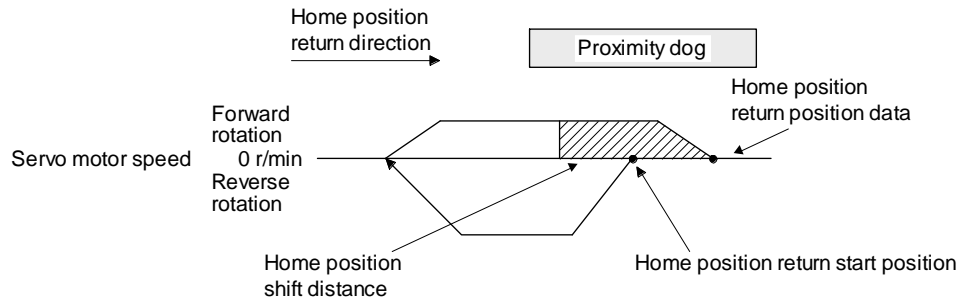 Home position
return direction
Proximity dog
Home position
return position data
Forward
rotation
Servo motor speed
0 r/min
Reverse
rotation
Home position
shift distance
Home position return start position